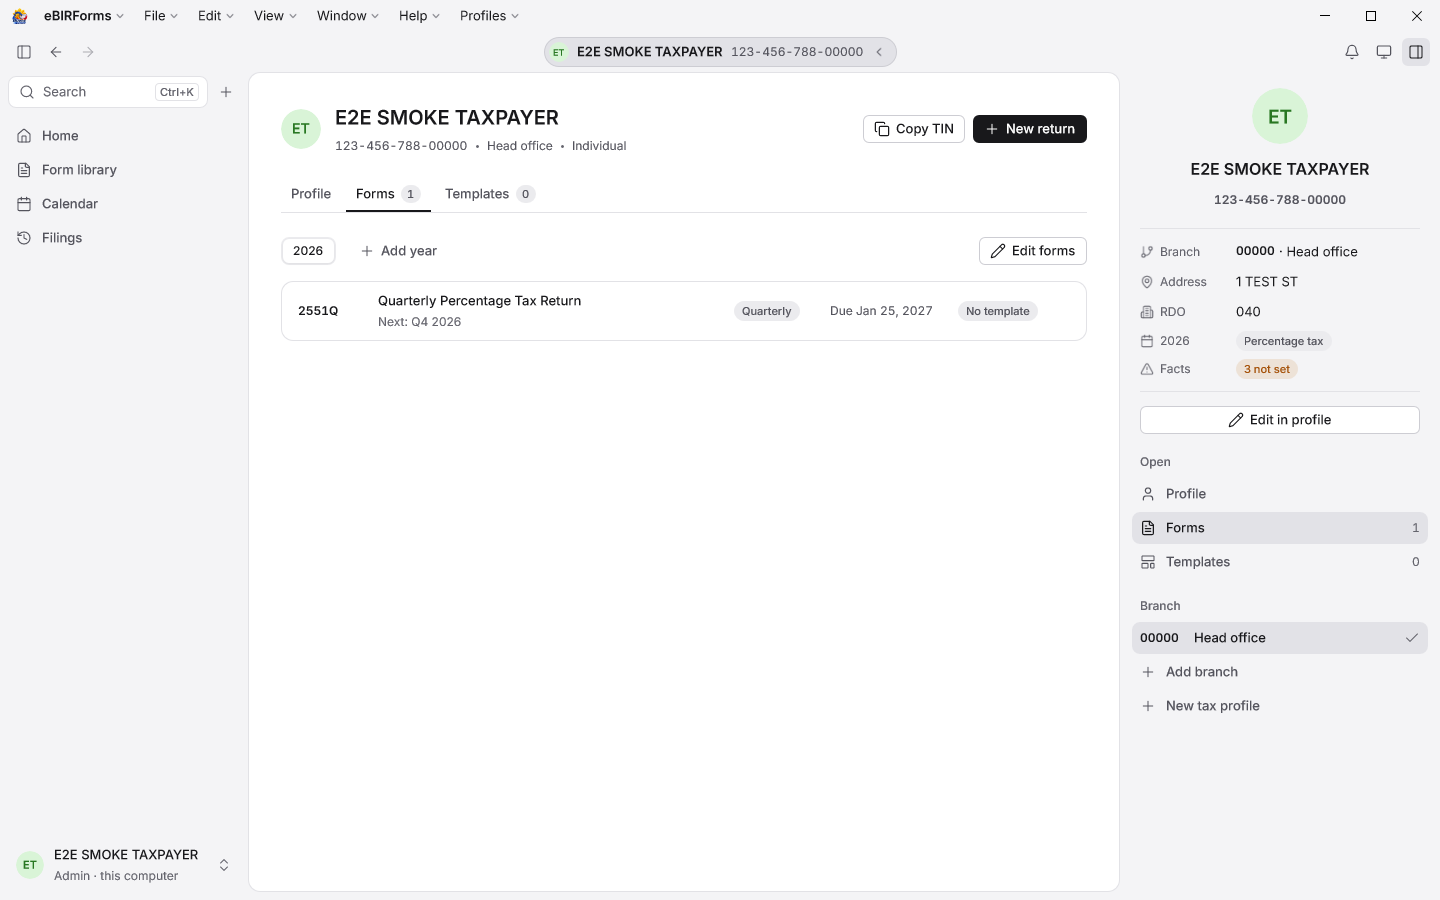 eBIRForms File Edit View Window Help Profiles
ET E2E SMOKE TAXPAYER 123-456-788-00000
Search Ctrl+K
Home
Form library
Calendar
Filings
ET E2E SMOKE TAXPAYER
Admin · this computer
ET
E2E SMOKE TAXPAYER
123-456-788-00000 • Head office • Individual
Copy TIN New return
Profile Forms 1 Templates 0
2026 Add year Edit forms
2551Q Quarterly Percentage Tax Return Quarterly Due Jan 25, 2027 No template
Next: Q4 2026
ET
E2E SMOKE TAXPAYER
123-456-788-00000
Branch 00000 · Head office
Address 1 TEST ST
RDO 040
2026 Percentage tax
Facts 3 not set
Edit in profile
Open
Profile
Forms 1
Templates 0
Branch
00000 Head office
Add branch
New tax profile